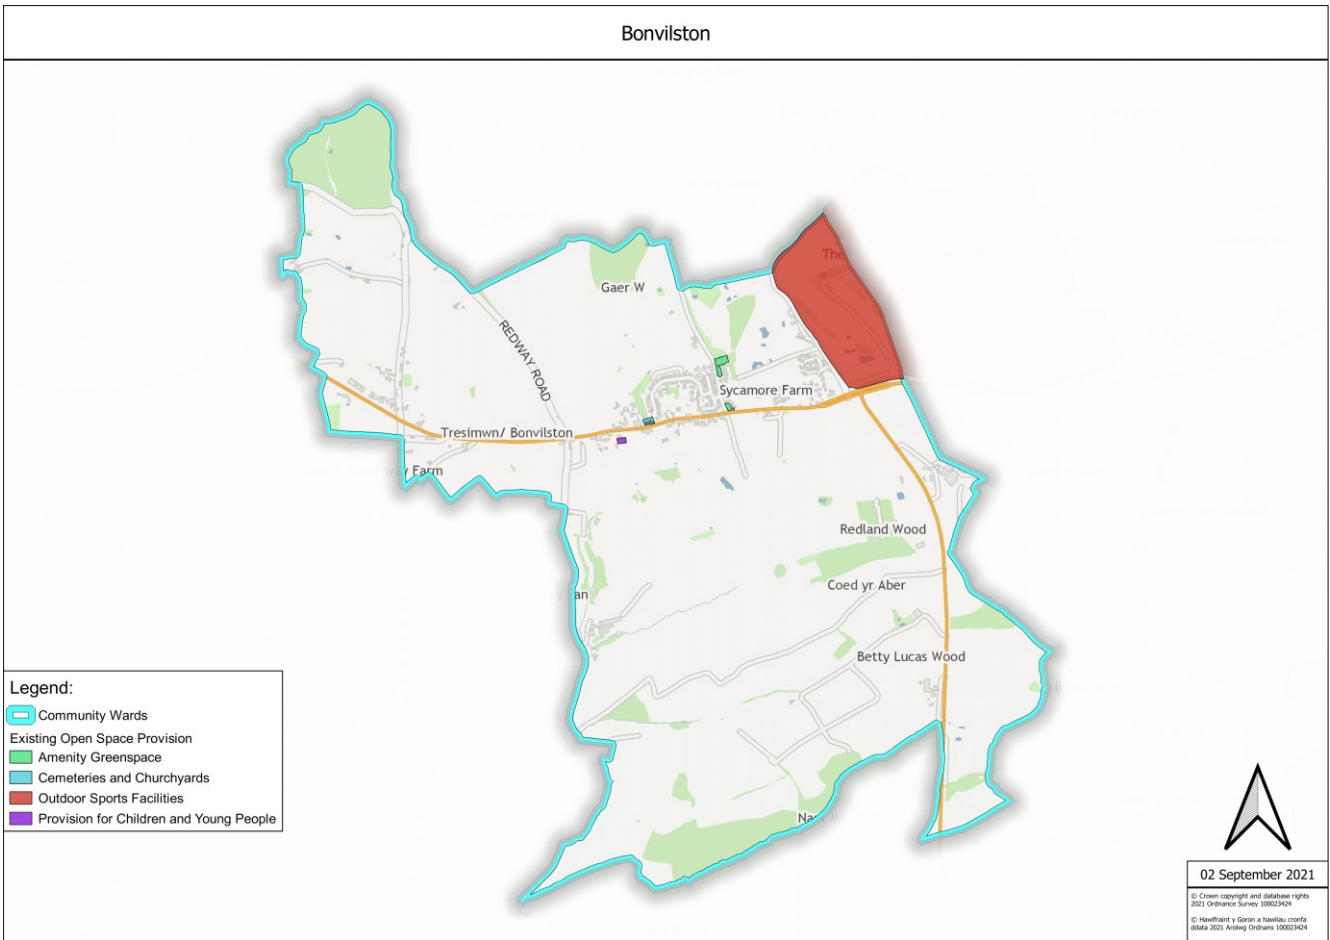 Bonvilston
The
Gaer W
REDWAY ROAD
Sycamore Farm
Tresimwn/ Bonvilston
Farm
Redland Wood
Coed yr Aber
Betty Lucas Wood
Legend:
Community Wards
Existing Open Space Provision
Amenity Greenspace
Cemeteries and Churchyards
Outdoor Sports Facilities
Provision for Children and Young People
02 September 2021
© Crown copyright and database rights
2021 Ordnance Survey 100023424
© Hawlfraint y Goron a hawliau cronfa
ddata 2021 Arolwg Ordnans 100023424